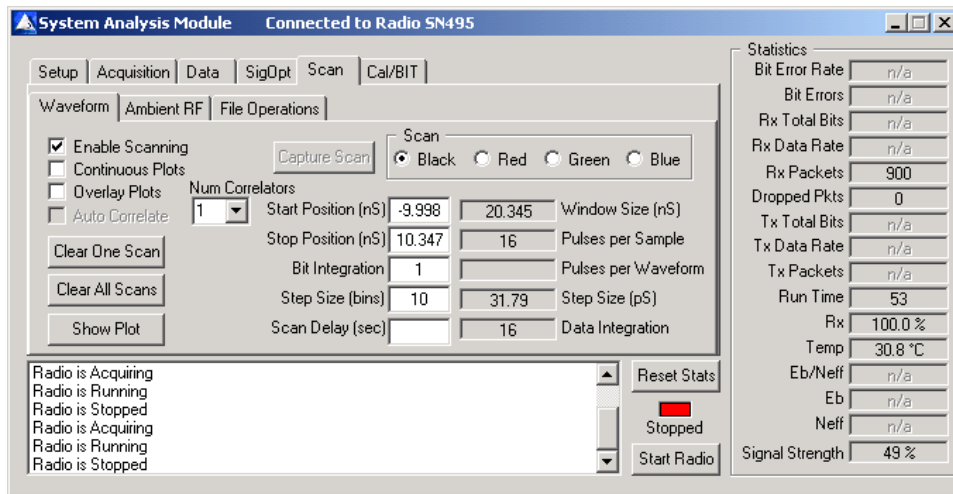 System Analysis Module Connected to Radio SN495
Setup Acquisition Data SigOpt Scan Cal/BIT
Waveform Ambient RF File Operations
Enable Scanning
Continuous Plots
Overlay Plots
Auto Correlate
Num Correlators
1
Capture Scan
Scan
Black Red Green Blue
Start Position (nS) -9.998 20.345 Window Size (nS)
Stop Position (nS) 10.347 16 Pulses per Sample
Bit Integration 1 Pulses per Waveform
Step Size (bins) 10 31.79 Step Size (pS)
Scan Delay (sec) 16 Data Integration
Clear One Scan
Clear All Scans
Show Plot
Radio is Acquiring
Radio is Running
Radio is Stopped
Radio is Acquiring
Radio is Running
Radio is Stopped
Reset Stats
Stopped
Start Radio
Statistics
Bit Error Rate n/a
Bit Errors n/a
Rx Total Bits n/a
Rx Data Rate n/a
Rx Packets 900
Dropped Pkts 0
Tx Total Bits n/a
Tx Data Rate n/a
Tx Packets n/a
Run Time 53
Rx 100.0 %
Temp 30.8 °C
Eb/Neff n/a
Eb n/a
Neff n/a
Signal Strength 49 %